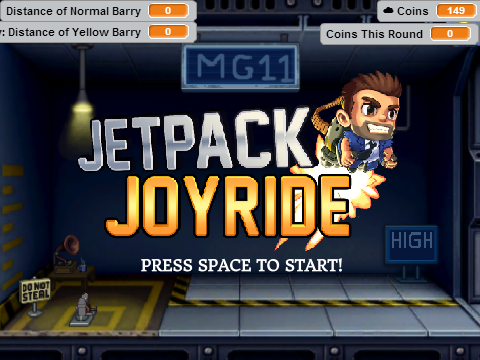 Distance of Normal Barry 0
y: Distance of Yellow Barry 0
Coins 149
Coins This Round 0
MG11
JETPACK
JOYRIDE
HIGH
PRESS SPACE TO START!
DO NOT
STEAL